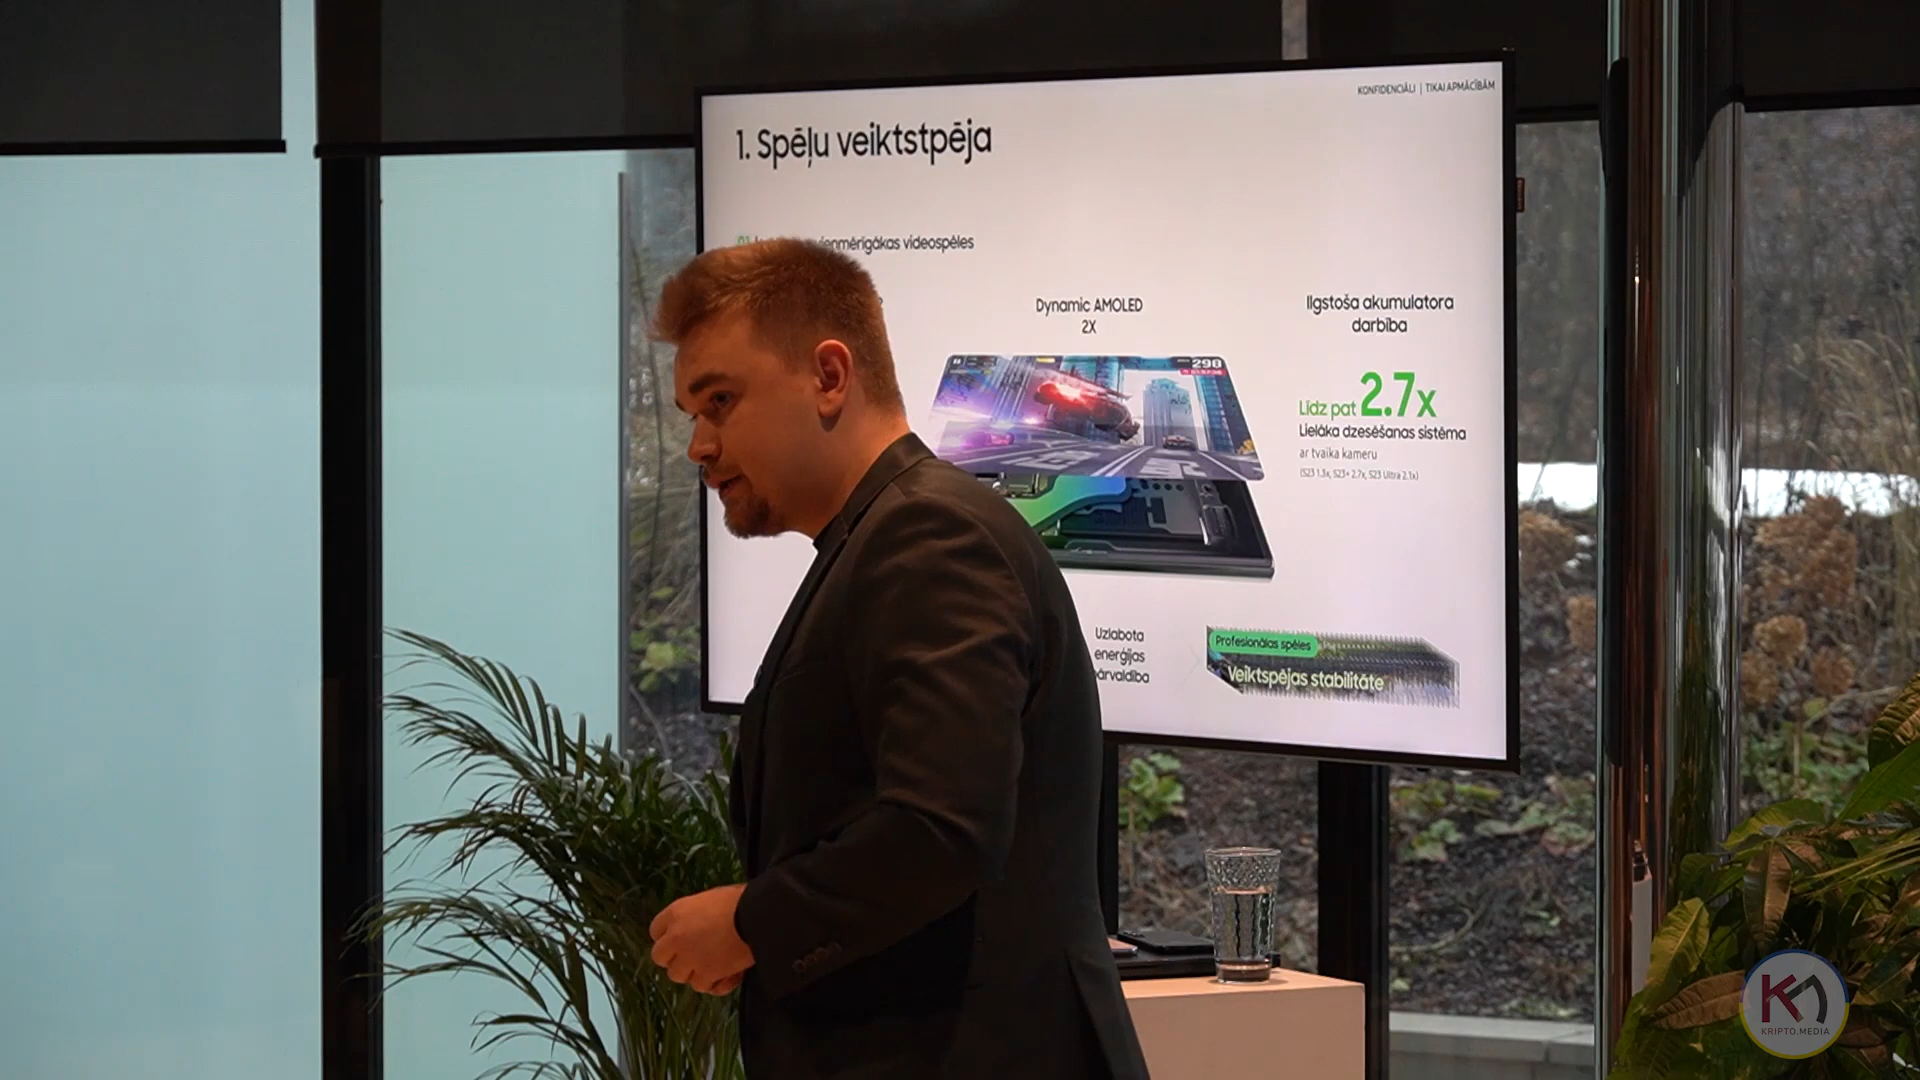 KONFIDENCIĀLI | TIKAI APMĀCĪBĀM
1. Spēļu veiktstpēja
vienmērīgākas videospēles
Dynamic AMOLED
2X
298
Ilgstoša akumulatora
darbība
Līdz pat 2.7x
Lielāka dzesēšanas sistēma
ar tvaika kameru
(S23 1.3x, S23+ 2.7x, S23 Ultra 2.1x)
Uzlabota
enerģijas
pārvaldība
Profesionālas spēles
Veiktspējas stabilitāte
KRIPTO.MEDIA